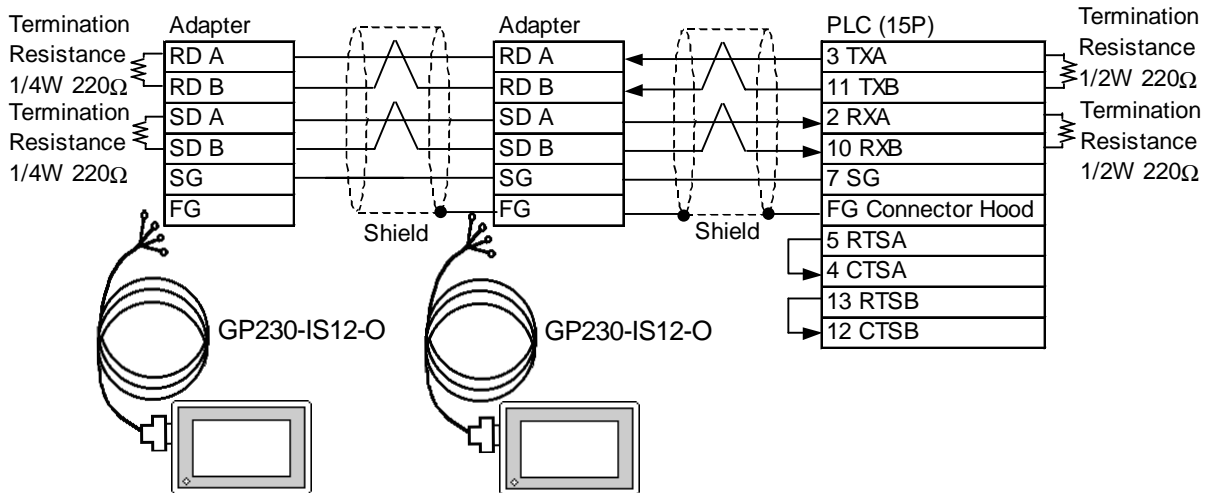 Termination
Resistance
1/4W 220Ω
Termination
Resistance
1/4W 220Ω
Adapter
RD A
RD B
SD A
SD B
SG
FG
Shield
Adapter
RD A
RD B
SD A
SD B
SG
FG
Shield
PLC (15P)
3 TXA
11 TXB
2 RXA
10 RXB
7 SG
FG Connector Hood
5 RTSA
4 CTSA
13 RTSB
12 CTSB
Termination
Resistance
1/2W 220Ω
Termination
Resistance
1/2W 220Ω
GP230-IS12-O
GP230-IS12-O